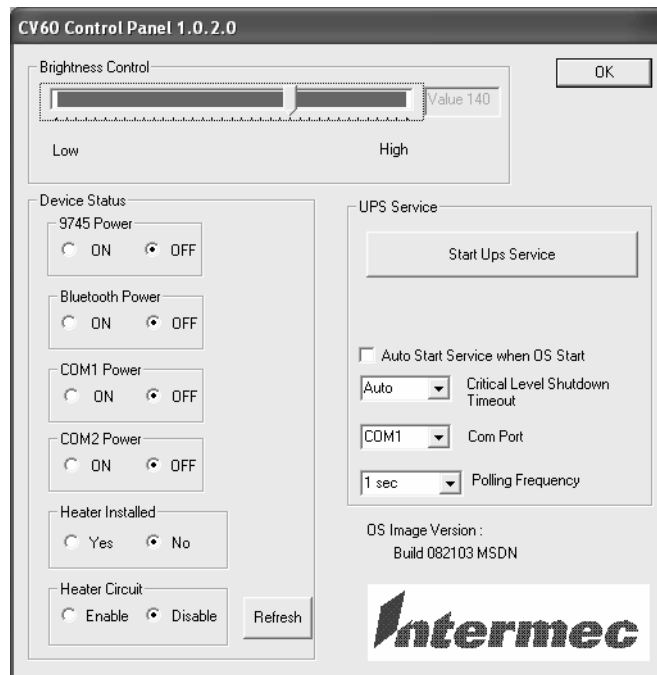 CV60 Control Panel 1.0.2.0
Brightness Control
Value 140
OK
Low High
Device Status
9745 Power
ON OFF
Bluetooth Power
ON OFF
COM1 Power
ON OFF
COM2 Power
ON OFF
Heater Installed
Yes No
Heater Circuit
Enable Disable
Refresh
UPS Service
Start Ups Service
Auto Start Service when OS Start
Auto Critical Level Shutdown
Timeout
COM1 Com Port
1 sec Polling Frequency
OS Image Version :
Build 082103 MSDN
Intermec